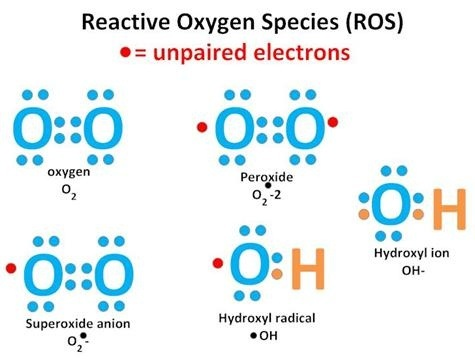 Reactive Oxygen Species (ROS)
●= unpaired electrons
O::O
oxygen
O₂
O::O
Peroxide
O₂•-2
O:H
Hydroxyl ion
OH-
O::O
Superoxide anion
O₂•-
O:H
Hydroxyl radical
●OH